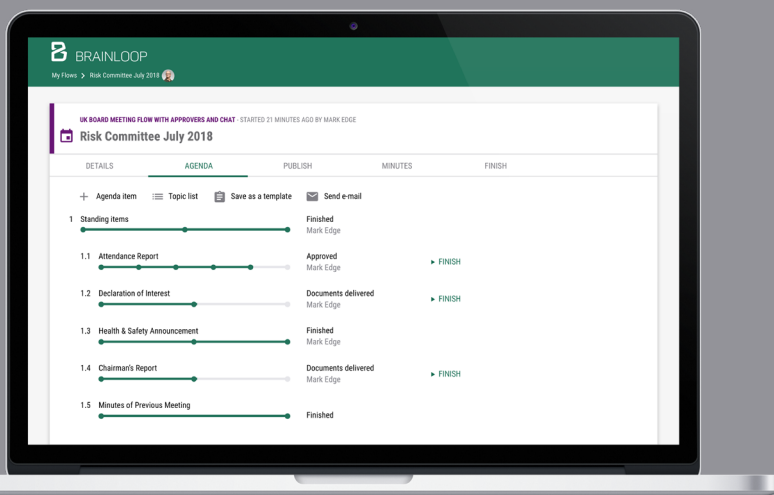 BRAINLOOP
My Flows > Risk Committee July 2018
UK BOARD MEETING FLOW WITH APPROVERS AND CHAT - STARTED 21 MINUTES AGO BY MARK EDGE
Risk Committee July 2018
DETAILS AGENDA PUBLISH MINUTES FINISH
+ Agenda item Topic list Save as a template Send e-mail
1 Standing items Finished
Mark Edge
1.1 Attendance Report Approved
Mark Edge
FINISH
1.2 Declaration of Interest Documents delivered
Mark Edge
FINISH
1.3 Health & Safety Announcement Finished
Mark Edge
1.4 Chairman's Report Documents delivered
Mark Edge
FINISH
1.5 Minutes of Previous Meeting
Finished